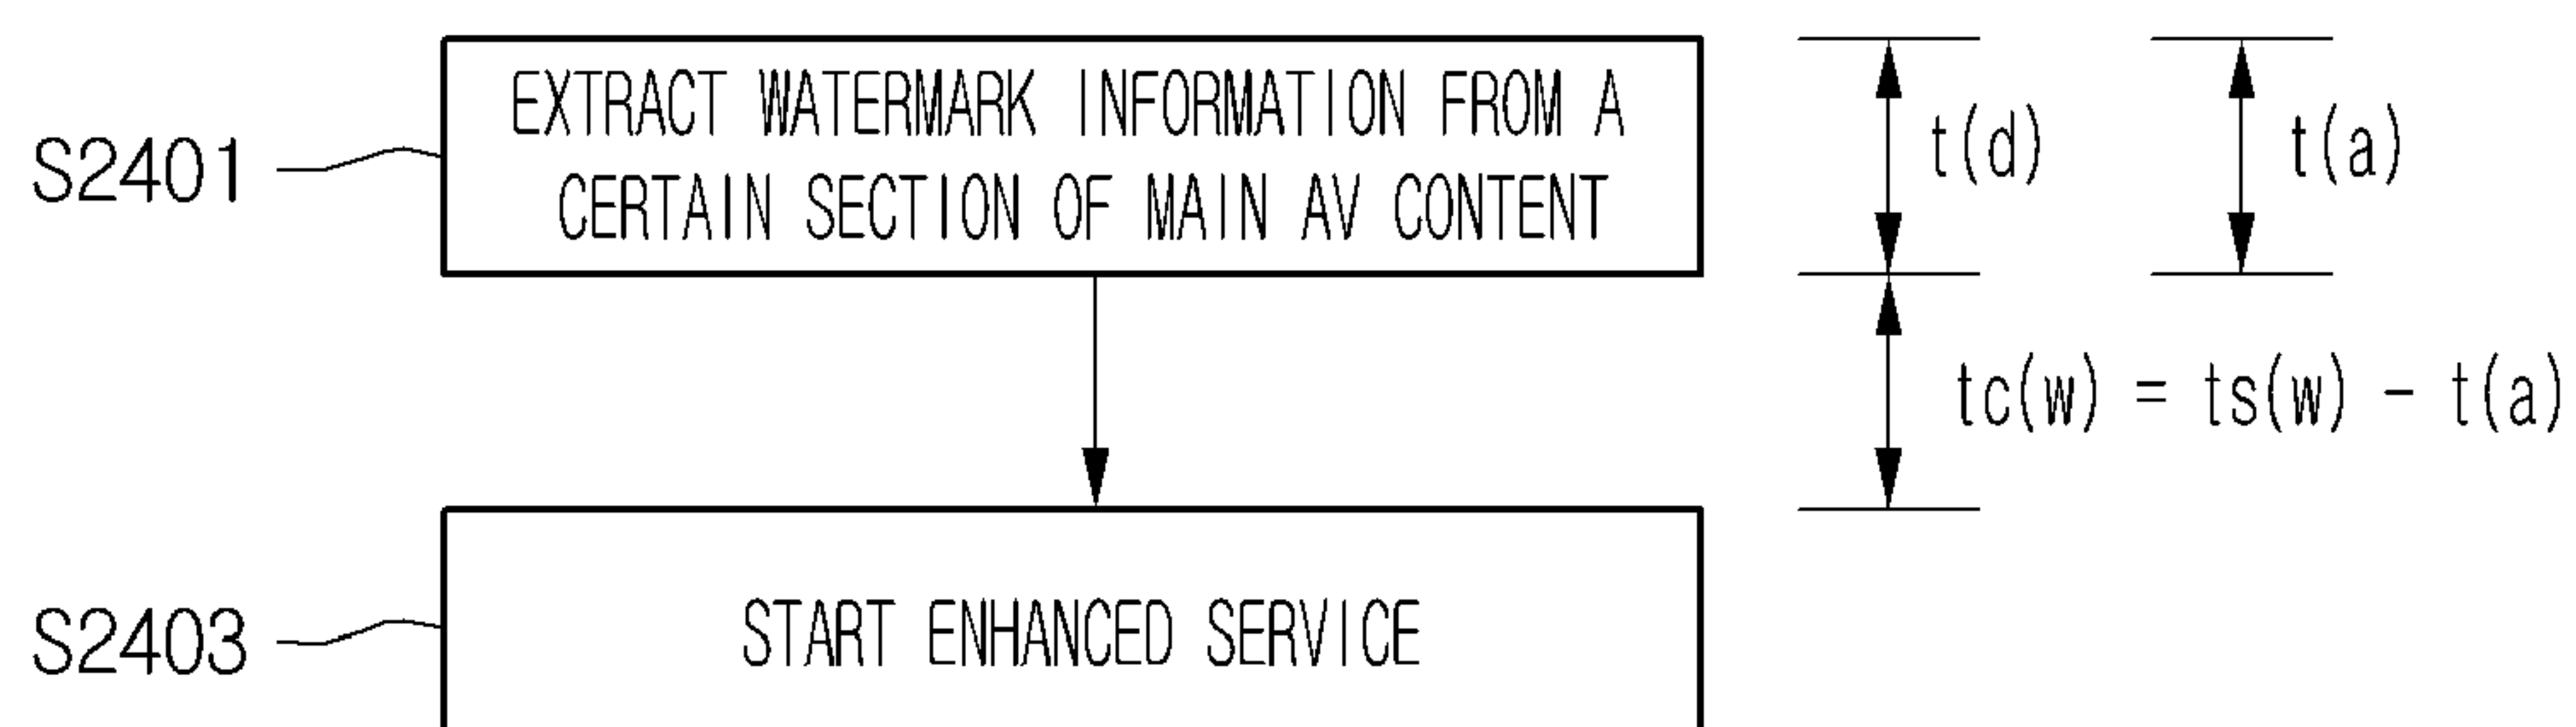 S2401
EXTRACT WATERMARK INFORMATION FROM A
CERTAIN SECTION OF MAIN AV CONTENT
t(d)
t(a)
tc(w) = ts(w) - t(a)
S2403
START ENHANCED SERVICE